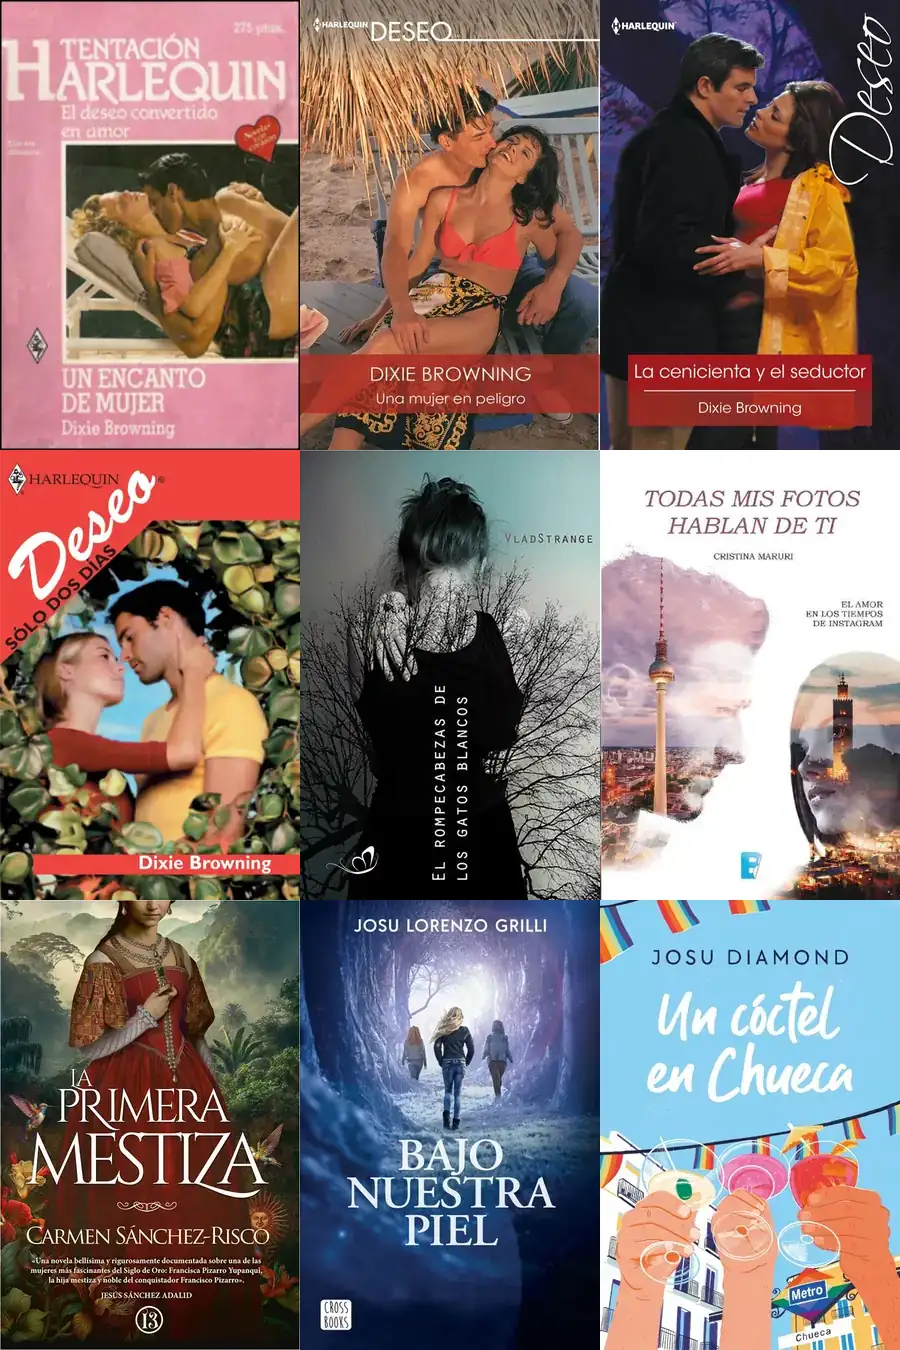 275 ptas.
TENTACIÓN
HARLEQUIN
El deseo convertido
en amor
Novelas
con corazón
UN ENCANTO
DE MUJER
Dixie Browning
HARLEQUIN™
DESEO
DIXIE BROWNING
Una mujer en peligro
HARLEQUIN™
Deseo
La cenicienta y el seductor
Dixie Browning
HARLEQUIN®
Deseo
SÓLO DOS DÍAS
Dixie Browning
VLADSTRANGE
EL ROMPECABEZAS DE
LOS GATOS BLANCOS
TODAS MIS FOTOS
HABLAN DE TI
CRISTINA MARURI
EL AMOR
EN LOS TIEMPOS
DE INSTAGRAM
B
LA
PRIMERA
MESTIZA
CARMEN SÁNCHEZ-RISCO
«Una novela bellísima y rigurosamente documentada sobre una de las
mujeres más fascinantes del Siglo de Oro: Francisca Pizarro Yupanqui,
la hija mestiza y noble del conquistador Francisco Pizarro».
JESÚS SÁNCHEZ ADALID
13
JOSU LORENZO GRILLI
BAJO
NUESTRA
PIEL
CROSS
BOOKS
JOSU DIAMOND
Un cóctel
en Chueca
Metro
Chueca